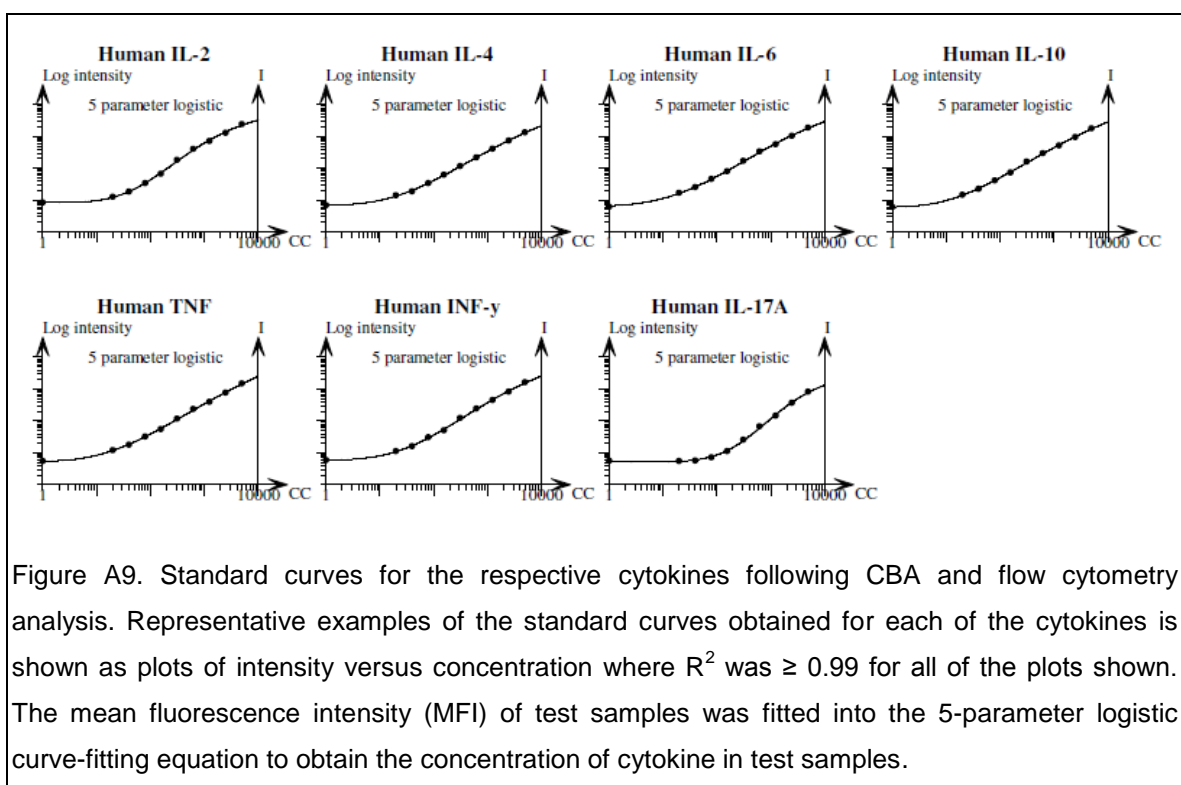 Human IL-2
Log intensity I
5 parameter logistic
1 10000 CC
Human IL-4
Log intensity I
5 parameter logistic
1 10000 CC
Human IL-6
Log intensity I
5 parameter logistic
1 10000 CC
Human IL-10
Log intensity I
5 parameter logistic
1 10000 CC
Human TNF
Log intensity I
5 parameter logistic
1 10000 CC
Human INF-y
Log intensity I
5 parameter logistic
1 10000 CC
Human IL-17A
Log intensity I
5 parameter logistic
1 10000 CC
Figure A9. Standard curves for the respective cytokines following CBA and flow cytometry
analysis. Representative examples of the standard curves obtained for each of the cytokines is
shown as plots of intensity versus concentration where R² was ≥ 0.99 for all of the plots shown.
The mean fluorescence intensity (MFI) of test samples was fitted into the 5-parameter logistic
curve-fitting equation to obtain the concentration of cytokine in test samples.